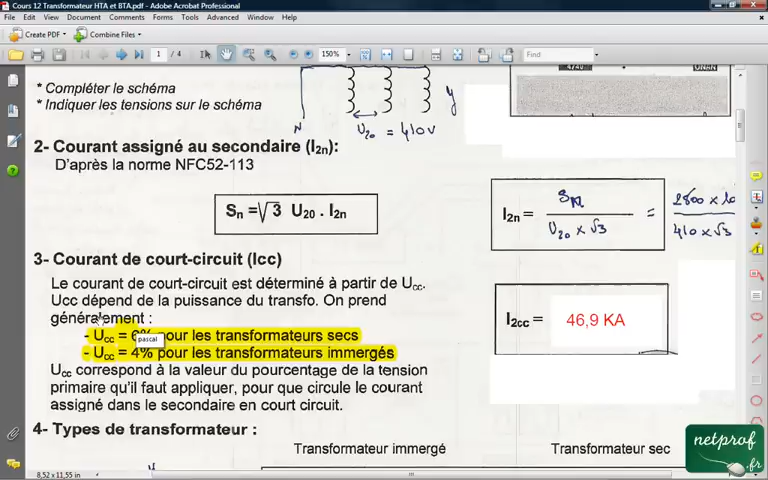 Cours 12 Transformateur HTA et BTA.pdf - Adobe Acrobat Professional
File Edit View Document Comments Forms Tools Advanced Window Help
Create PDF Combine Files
1 / 4 150% Find
* Compléter le schéma
* Indiquer les tensions sur le schéma
N
U20 = 410V
y
4740 ONAN
2- Courant assigné au secondaire (I2n):
D'après la norme NFC52-113
Sn = √3 U20 . I2n
I2n = Sn / U20 x √3 = 2500 x 10 / 410 x √3
3- Courant de court-circuit (Icc)
Le courant de court-circuit est déterminé à partir de Ucc.
Ucc dépend de la puissance du transfo. On prend
généralement :
- Ucc = 6% pour les transformateurs secs
pascal
- Ucc = 4% pour les transformateurs immergés
I2cc = 46,9 KA
Ucc correspond à la valeur du pourcentage de la tension
primaire qu'il faut appliquer, pour que circule le courant
assigné dans le secondaire en court circuit.
4- Types de transformateur :
Transformateur immergé Transformateur sec
8,52 x 11,55 in
netprof
.fr